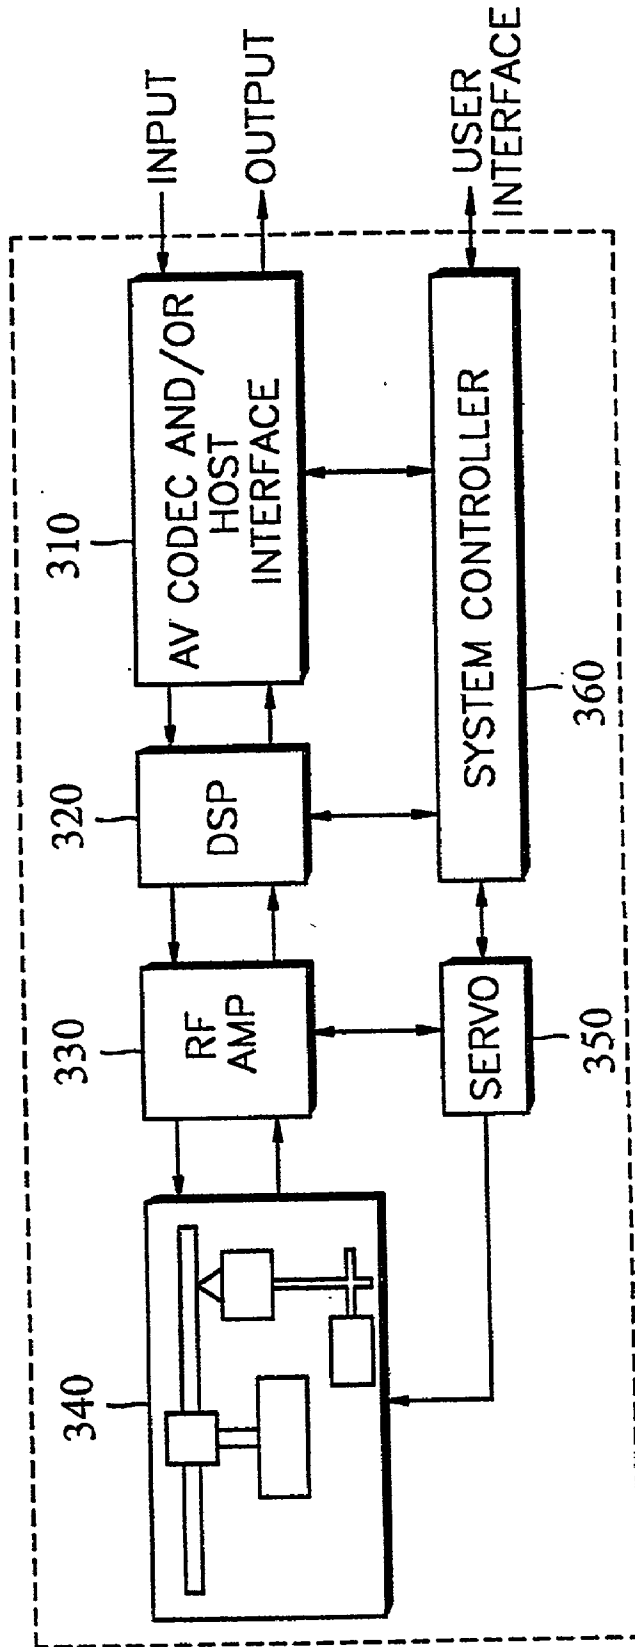 340
330
320
310
RF
AMP
DSP
AV CODEC AND/OR
HOST
INTERFACE
INPUT
OUTPUT
SERVO
350
SYSTEM CONTROLLER
360
USER
INTERFACE